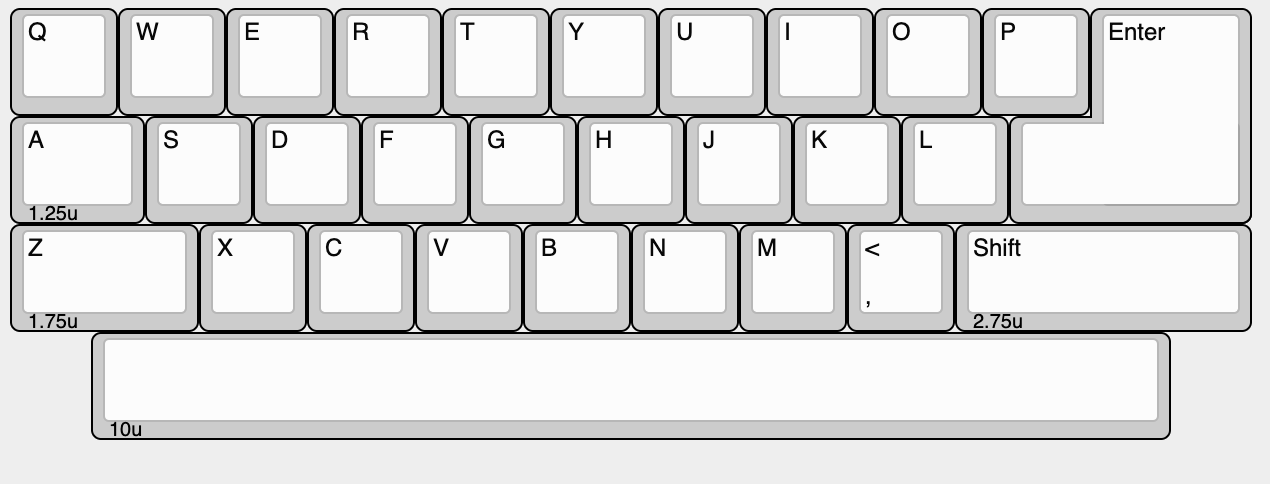 Q W E R T Y U I O P Enter
A S D F G H J K L
1.25u
Z X C V B N M < Shift
,
1.75u 2.75u
10u